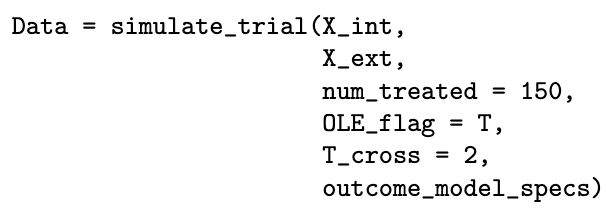 Data = simulate_trial(X_int,
X_ext,
num_treated = 150,
OLE_flag = T,
T_cross = 2,
outcome_model_specs)